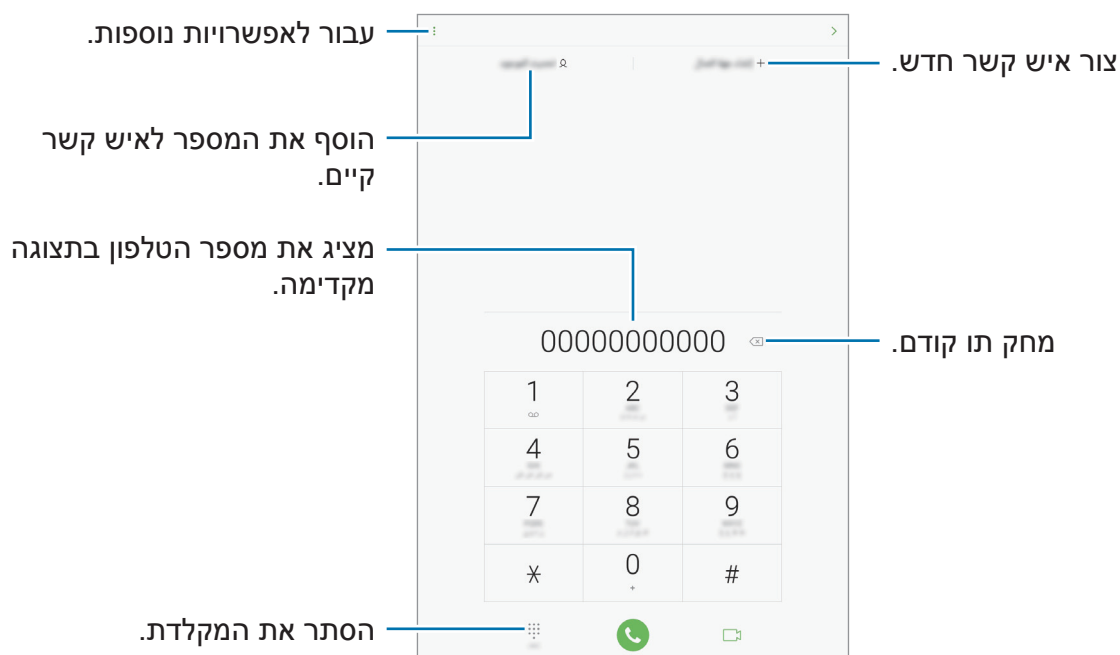 עבור לאפשרויות נוספות.
צור איש קשר חדש.
הוסף את המספר לאיש קשר
קיים.
מציג את מספר הטלפון בתצוגה
מקדימה.
00000000000
מחק תו קודם.
1 2 3
4 5 6
7 8 9
* 0 #
+
הסתר את המקלדת.